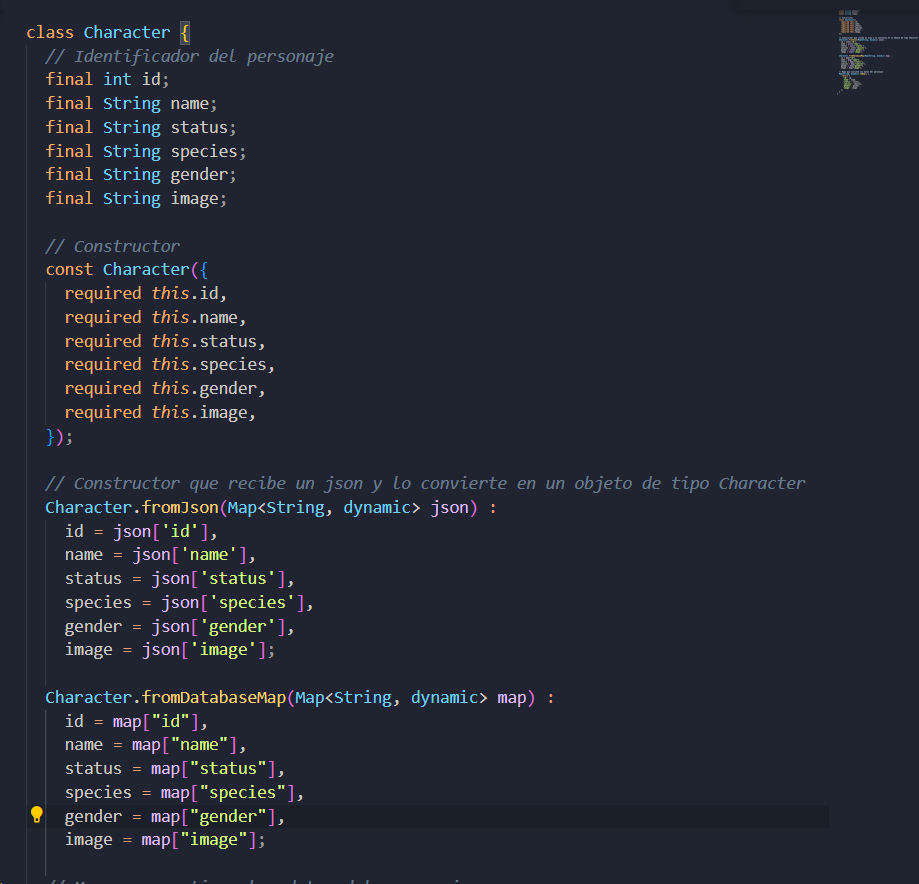 class Character {
// Identificador del personaje
final int id;
final String name;
final String status;
final String species;
final String gender;
final String image;
// Constructor
const Character({
required this.id,
required this.name,
required this.status,
required this.species,
required this.gender,
required this.image,
});
// Constructor que recibe un json y lo convierte en un objeto de tipo Character
Character.fromJson(Map<String, dynamic> json) :
id = json['id'],
name = json['name'],
status = json['status'],
species = json['species'],
gender = json['gender'],
image = json['image'];
Character.fromDatabaseMap(Map<String, dynamic> map) :
id = map["id"],
name = map["name"],
status = map["status"],
species = map["species"],
gender = map["gender"],
image = map["image"];